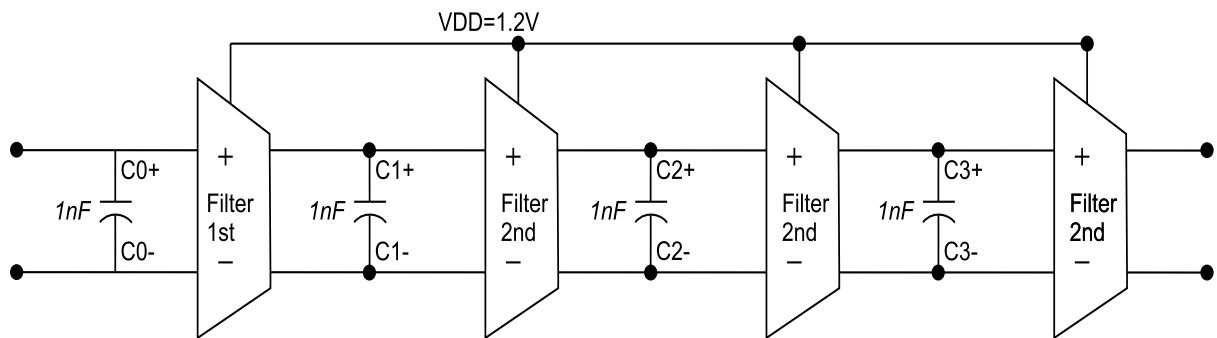 VDD=1.2V
C0+
1nF
C0-
+
Filter
1st
−
C1+
1nF
C1-
+
Filter
2nd
−
C2+
1nF
C2-
+
Filter
2nd
−
C3+
1nF
C3-
+
Filter
2nd
−